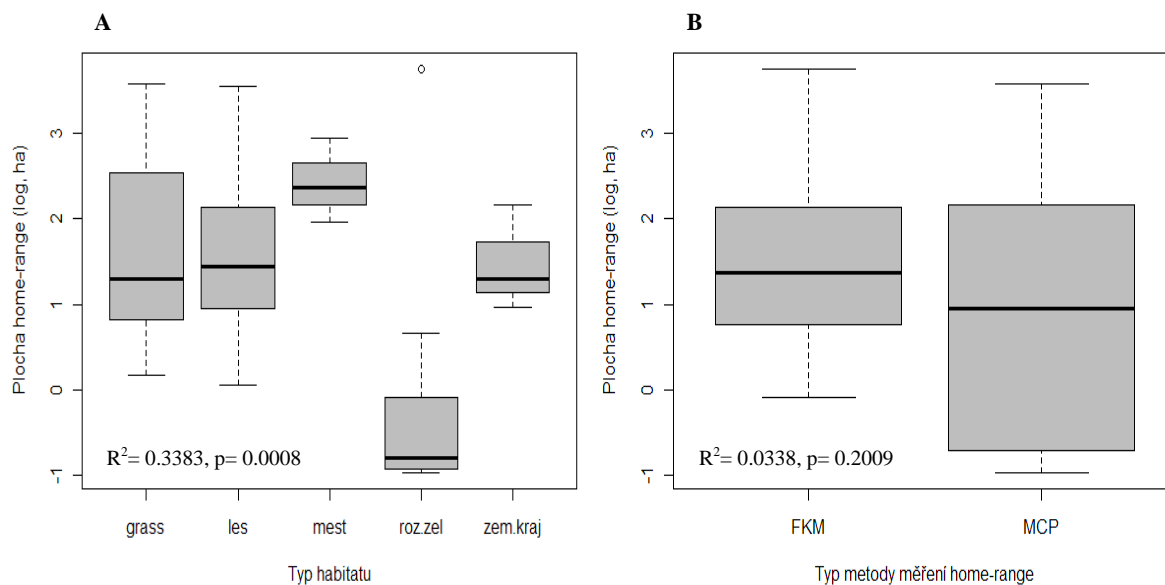 A
Plocha home-range (log, ha)
3
2
1
0
-1
R²= 0.3383, p= 0.0008
grass les mest roz.zel zem.kraj
Typ habitatu
B
Plocha home-range (log, ha)
3
2
1
0
-1
R²= 0.0338, p= 0.2009
FKM MCP
Typ metody měření home-range